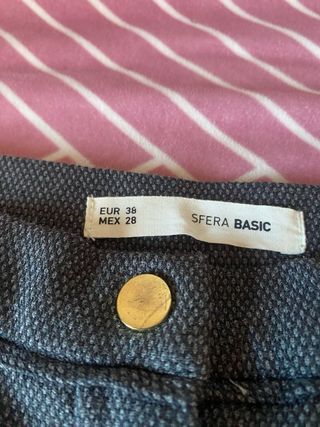 EUR 38
MEX 28
SFERA BASIC